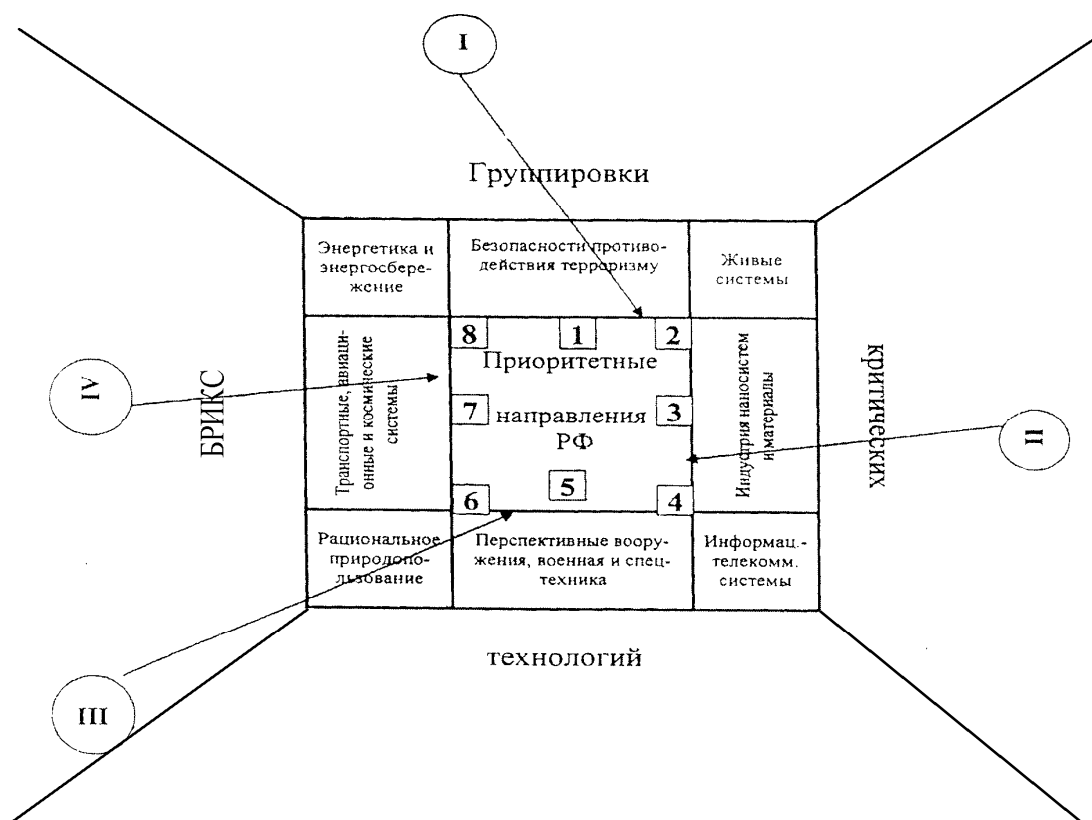 I
Группировки
Энергетика и
энергосбере-
жение
Безопасности противо-
действия терроризму
Живые
системы
8
1
2
Приоритетные
7
направления
3
РФ
5
6
4
IV
БРИКС
Транспортные, авиаци-
онные и космические
системы
Индустрия наносистем
и материалы
критических
II
Рациональное
природопо-
льзование
Перспективные воору-
жения, военная и спец-
техника
Информац.-
телекомм.
системы
технологий
III